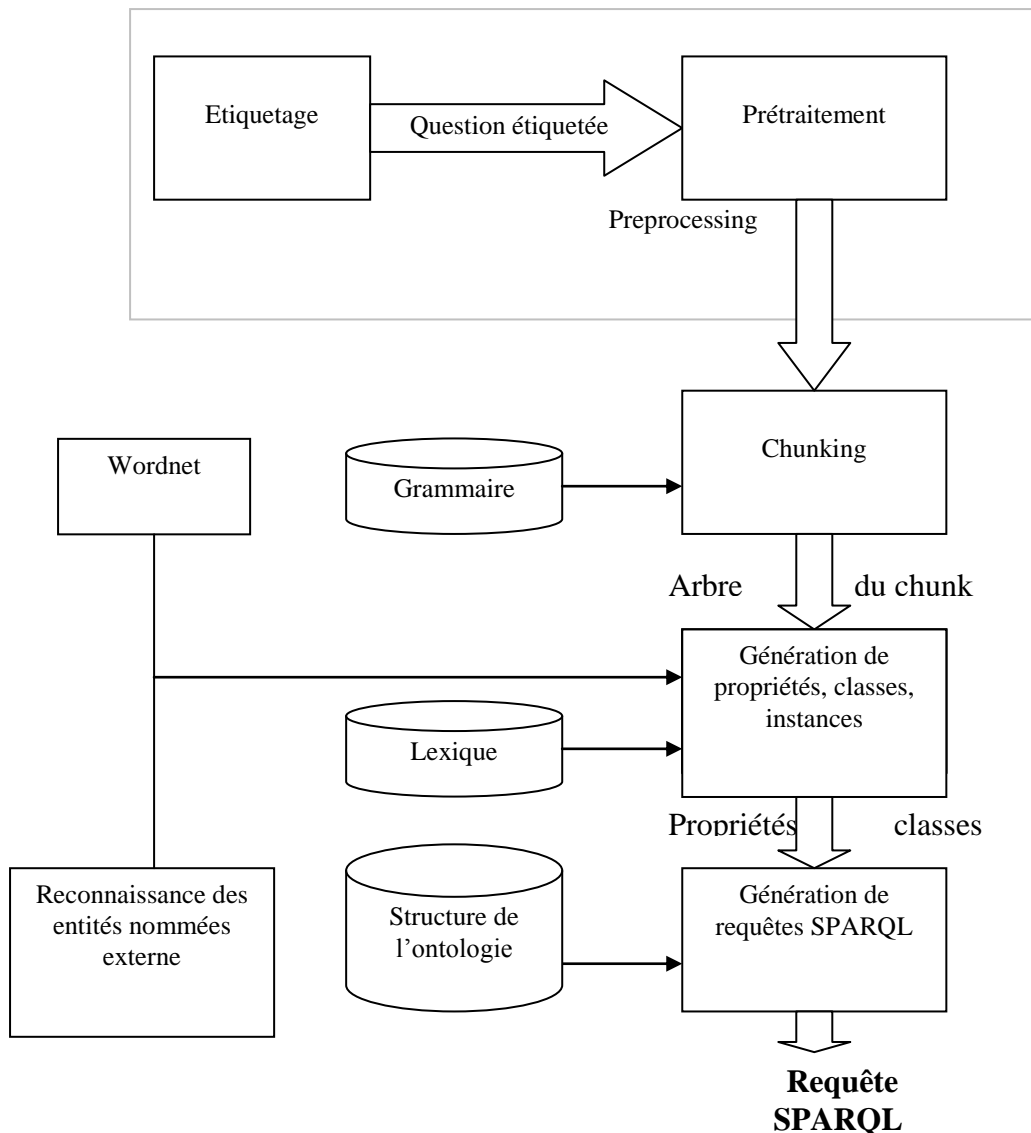 Etiquetage
Question étiquetée
Prétraitement
Preprocessing
Chunking
Wordnet
Grammaire
Arbre du chunk
Génération de
propriétés, classes,
instances
Lexique
Propriétés classes
Reconnaissance des
entités nommées
externe
Structure de
l’ontologie
Génération de
requêtes SPARQL
Requête
SPARQL